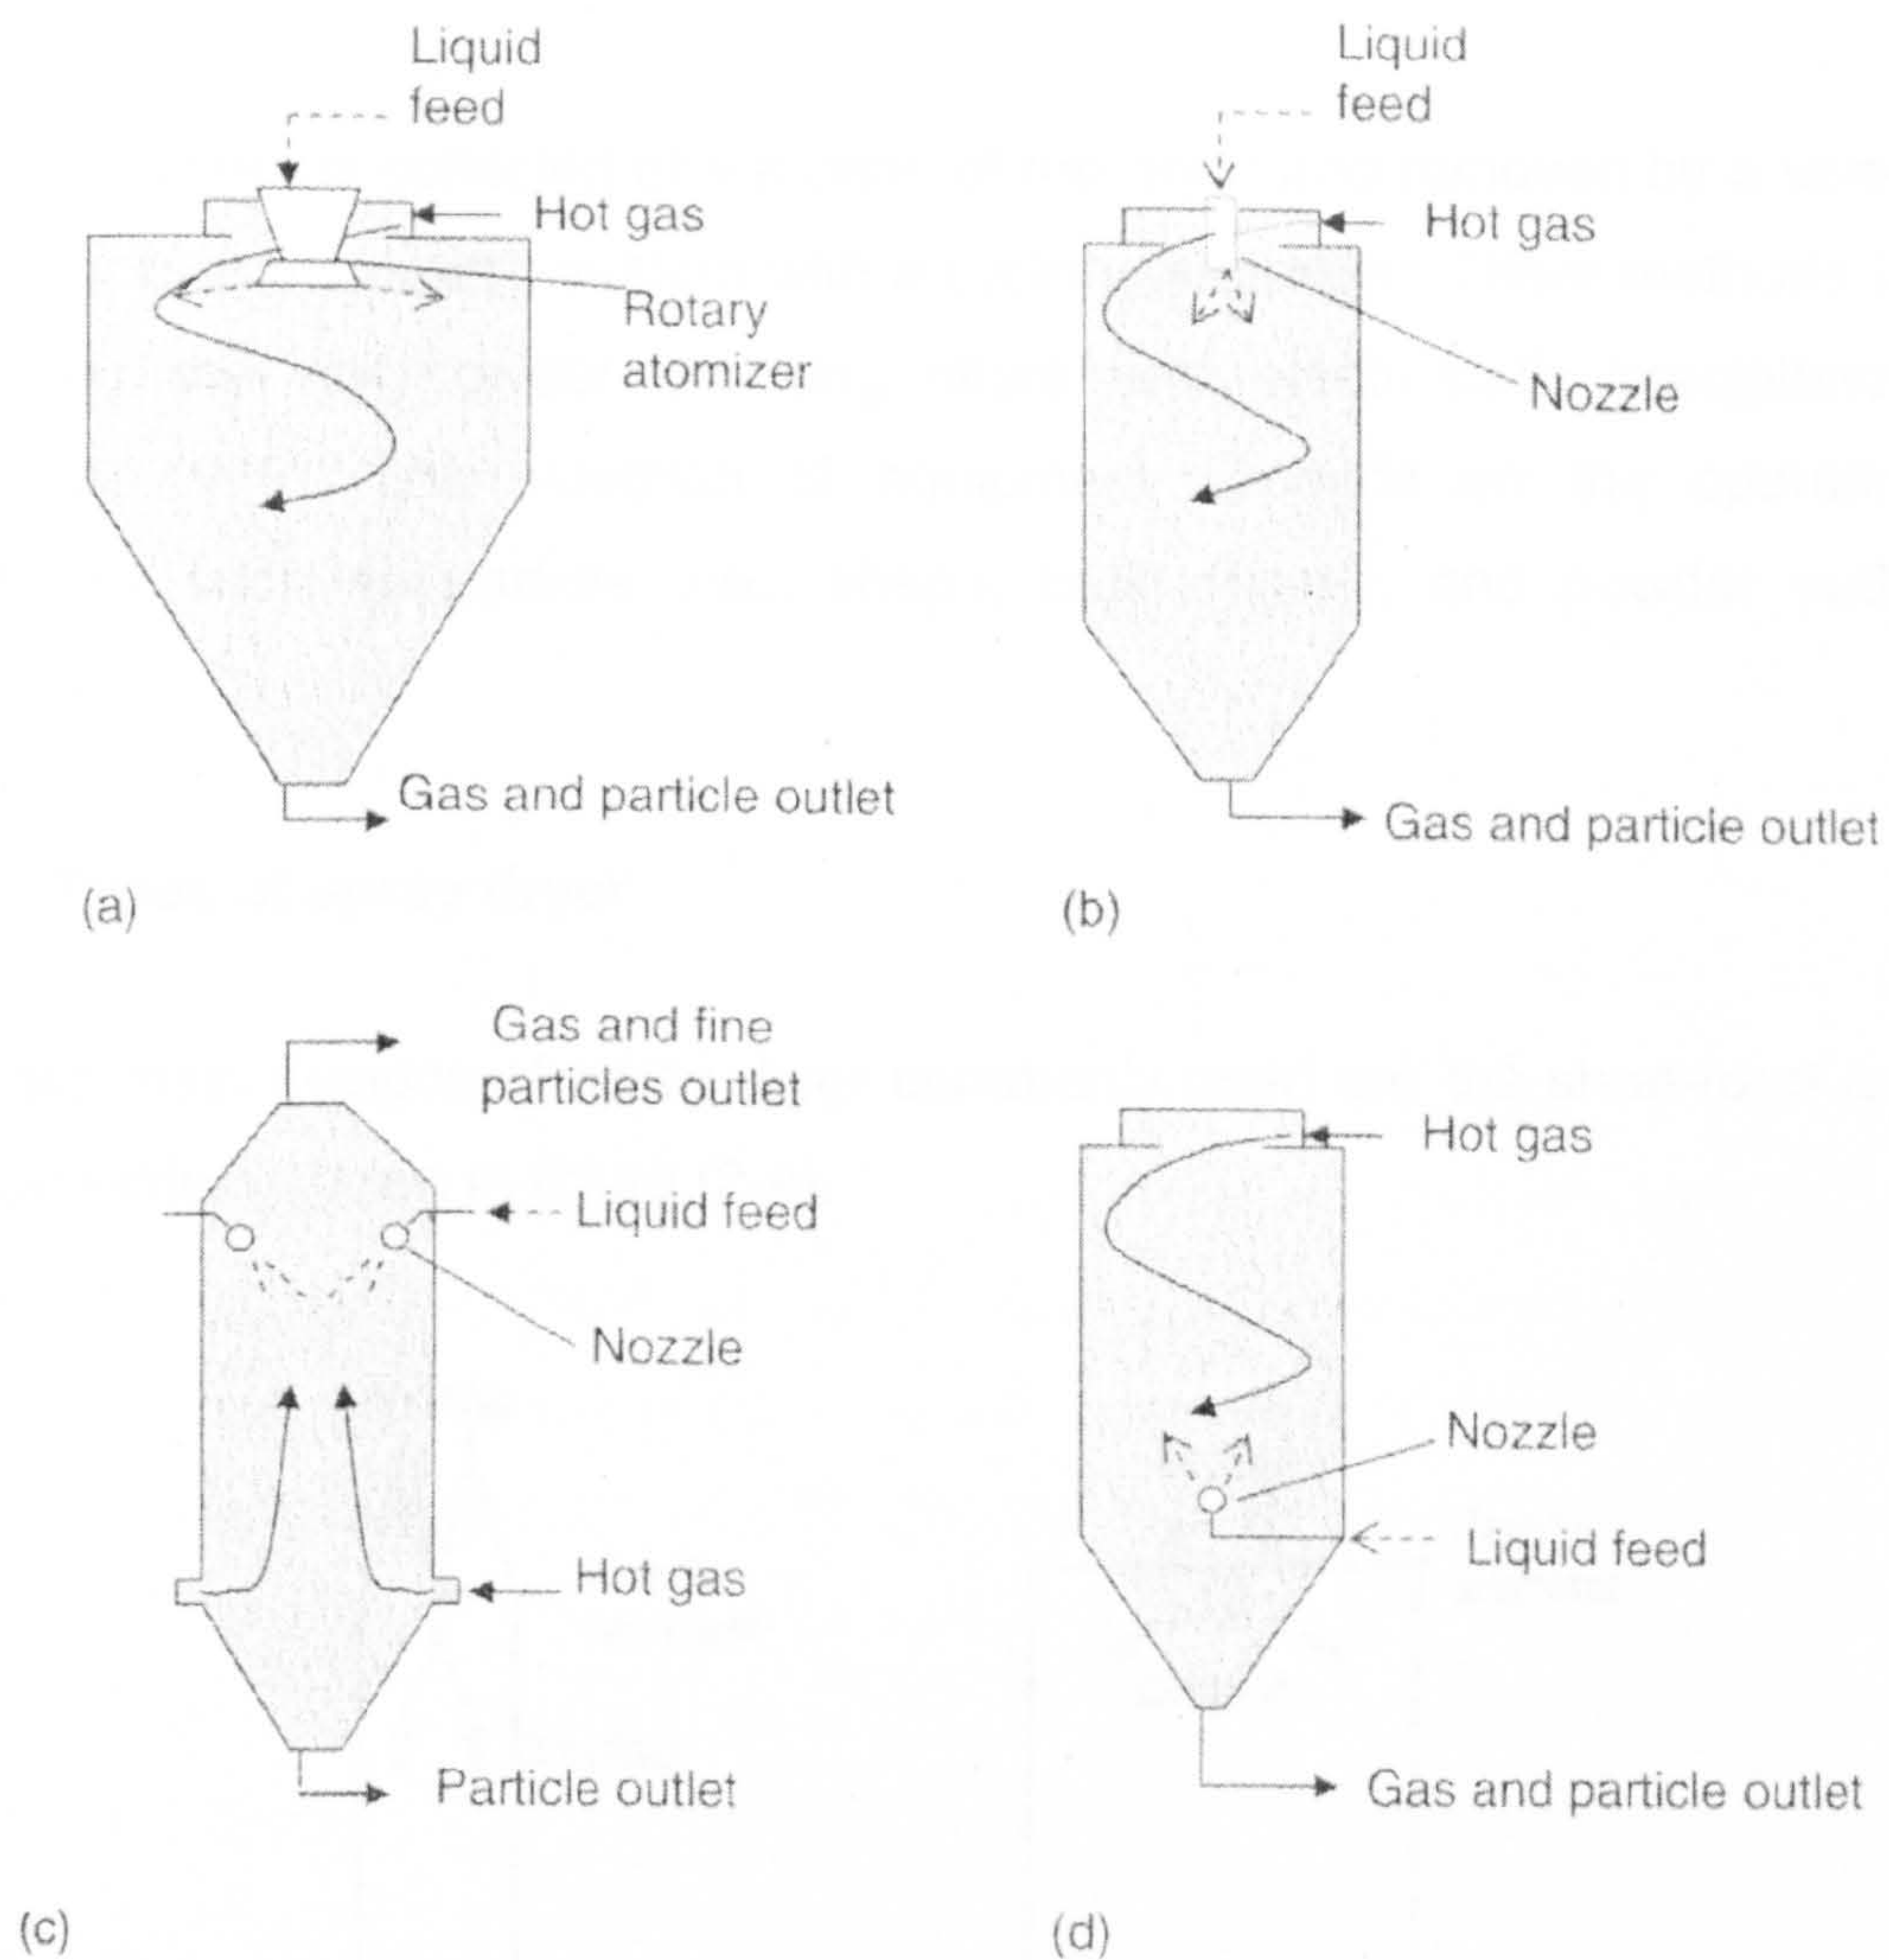 Liquid
feed
Hot gas
Rotary
atomizer
Gas and particle outlet
(a)
Liquid
feed
Hot gas
Nozzle
Gas and particle outlet
(b)
Gas and fine
particles outlet
Liquid feed
Nozzle
Hot gas
Particle outlet
(c)
Hot gas
Nozzle
Liquid feed
Gas and particle outlet
(d)